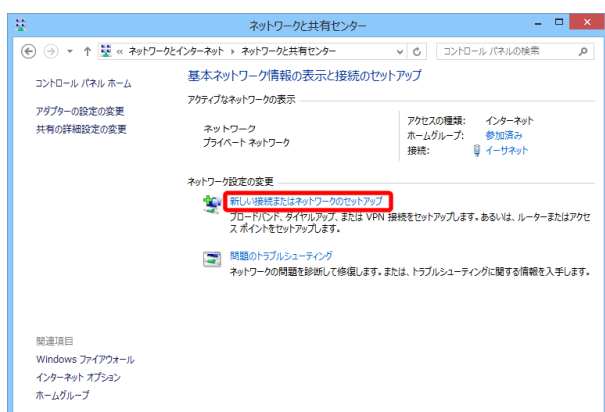 ネットワークと共有センター
« ネットワークとインターネット ▸ ネットワークと共有センター
コントロール パネルの検索
コントロール パネル ホーム
アダプターの設定の変更
共有の詳細設定の変更
基本ネットワーク情報の表示と接続のセットアップ
アクティブなネットワークの表示
ネットワーク
プライベート ネットワーク
アクセスの種類: インターネット
ホームグループ: 参加済み
接続: イーサネット
ネットワーク設定の変更
新しい接続またはネットワークのセットアップ
ブロードバンド、ダイヤルアップ、または VPN 接続をセットアップします。あるいは、ルーターまたはアクセ
ス ポイントをセットアップします。
問題のトラブルシューティング
ネットワークの問題を診断して修復します。または、トラブルシューティングに関する情報を入手します。
関連項目
Windows ファイアウォール
インターネット オプション
ホームグループ